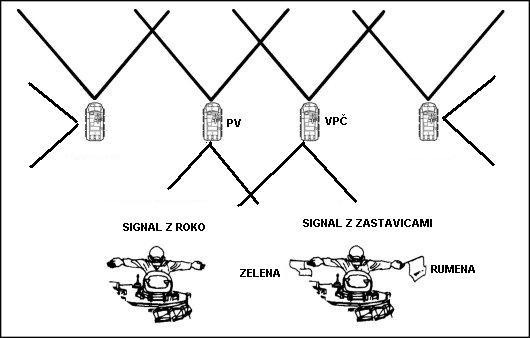 PV
VPČ
SIGNAL Z ROKO
SIGNAL Z ZASTAVICAMI
ZELENA
RUMENA